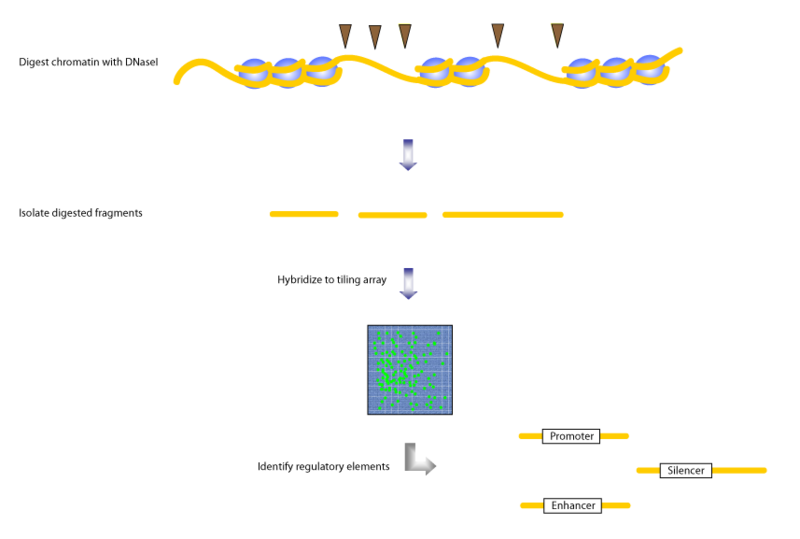 Digest chromatin with DNaseI
Isolate digested fragments
Hybridize to tiling array
Promoter
Identify regulatory elements
Silencer
Enhancer